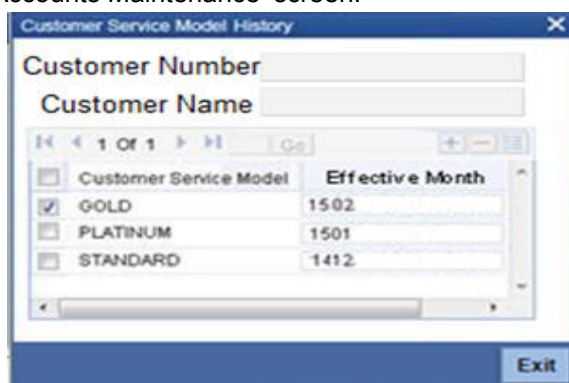 Accounts Maintenance' screen.
Customer Service Model History
Customer Number
Customer Name
1 Of 1 Go
Customer Service Model Effective Month
GOLD 1502
PLATINUM 1501
STANDARD 1412
Exit